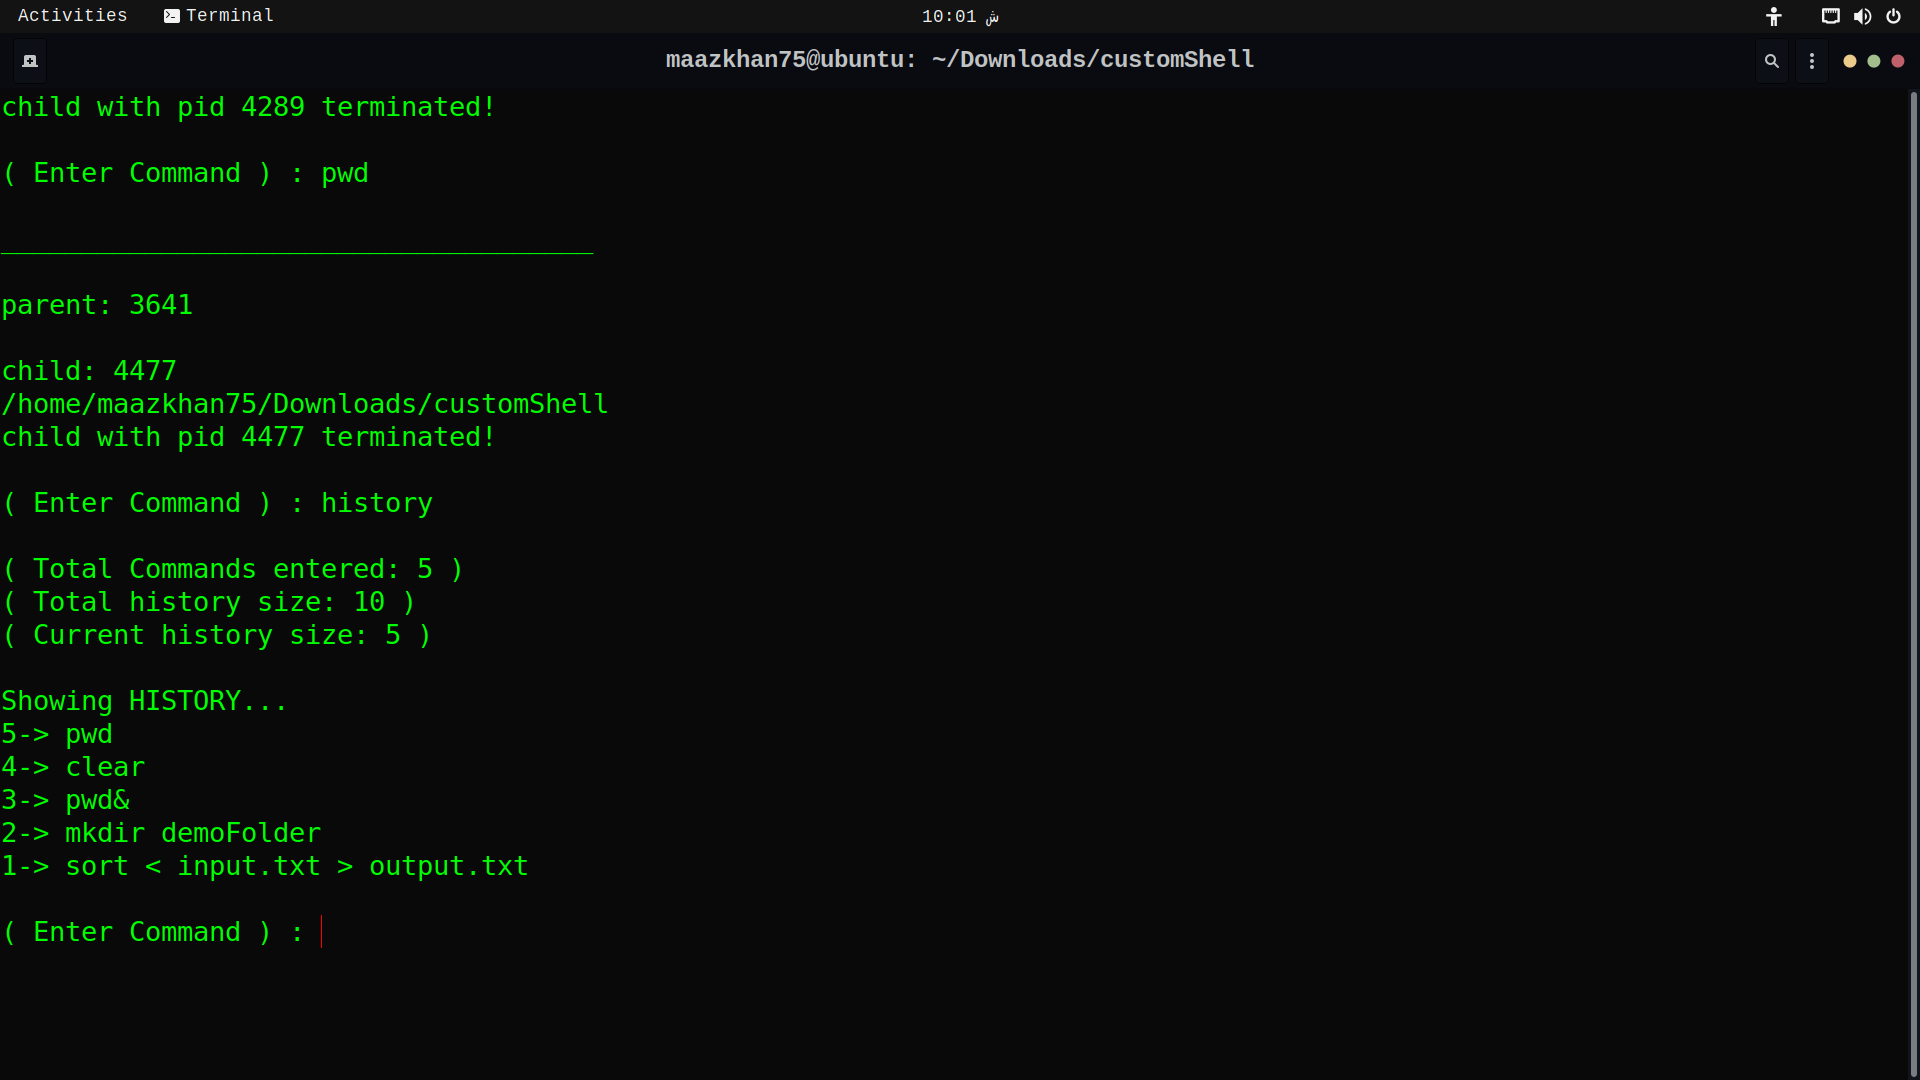 Activities Terminal 10:01 ش
maazkhan75@ubuntu: ~/Downloads/customShell
child with pid 4289 terminated!
( Enter Command ) : pwd
_____________________________________
parent: 3641
child: 4477
/home/maazkhan75/Downloads/customShell
child with pid 4477 terminated!
( Enter Command ) : history
( Total Commands entered: 5 )
( Total history size: 10 )
( Current history size: 5 )
Showing HISTORY...
5-> pwd
4-> clear
3-> pwd&
2-> mkdir demoFolder
1-> sort < input.txt > output.txt
( Enter Command ) :